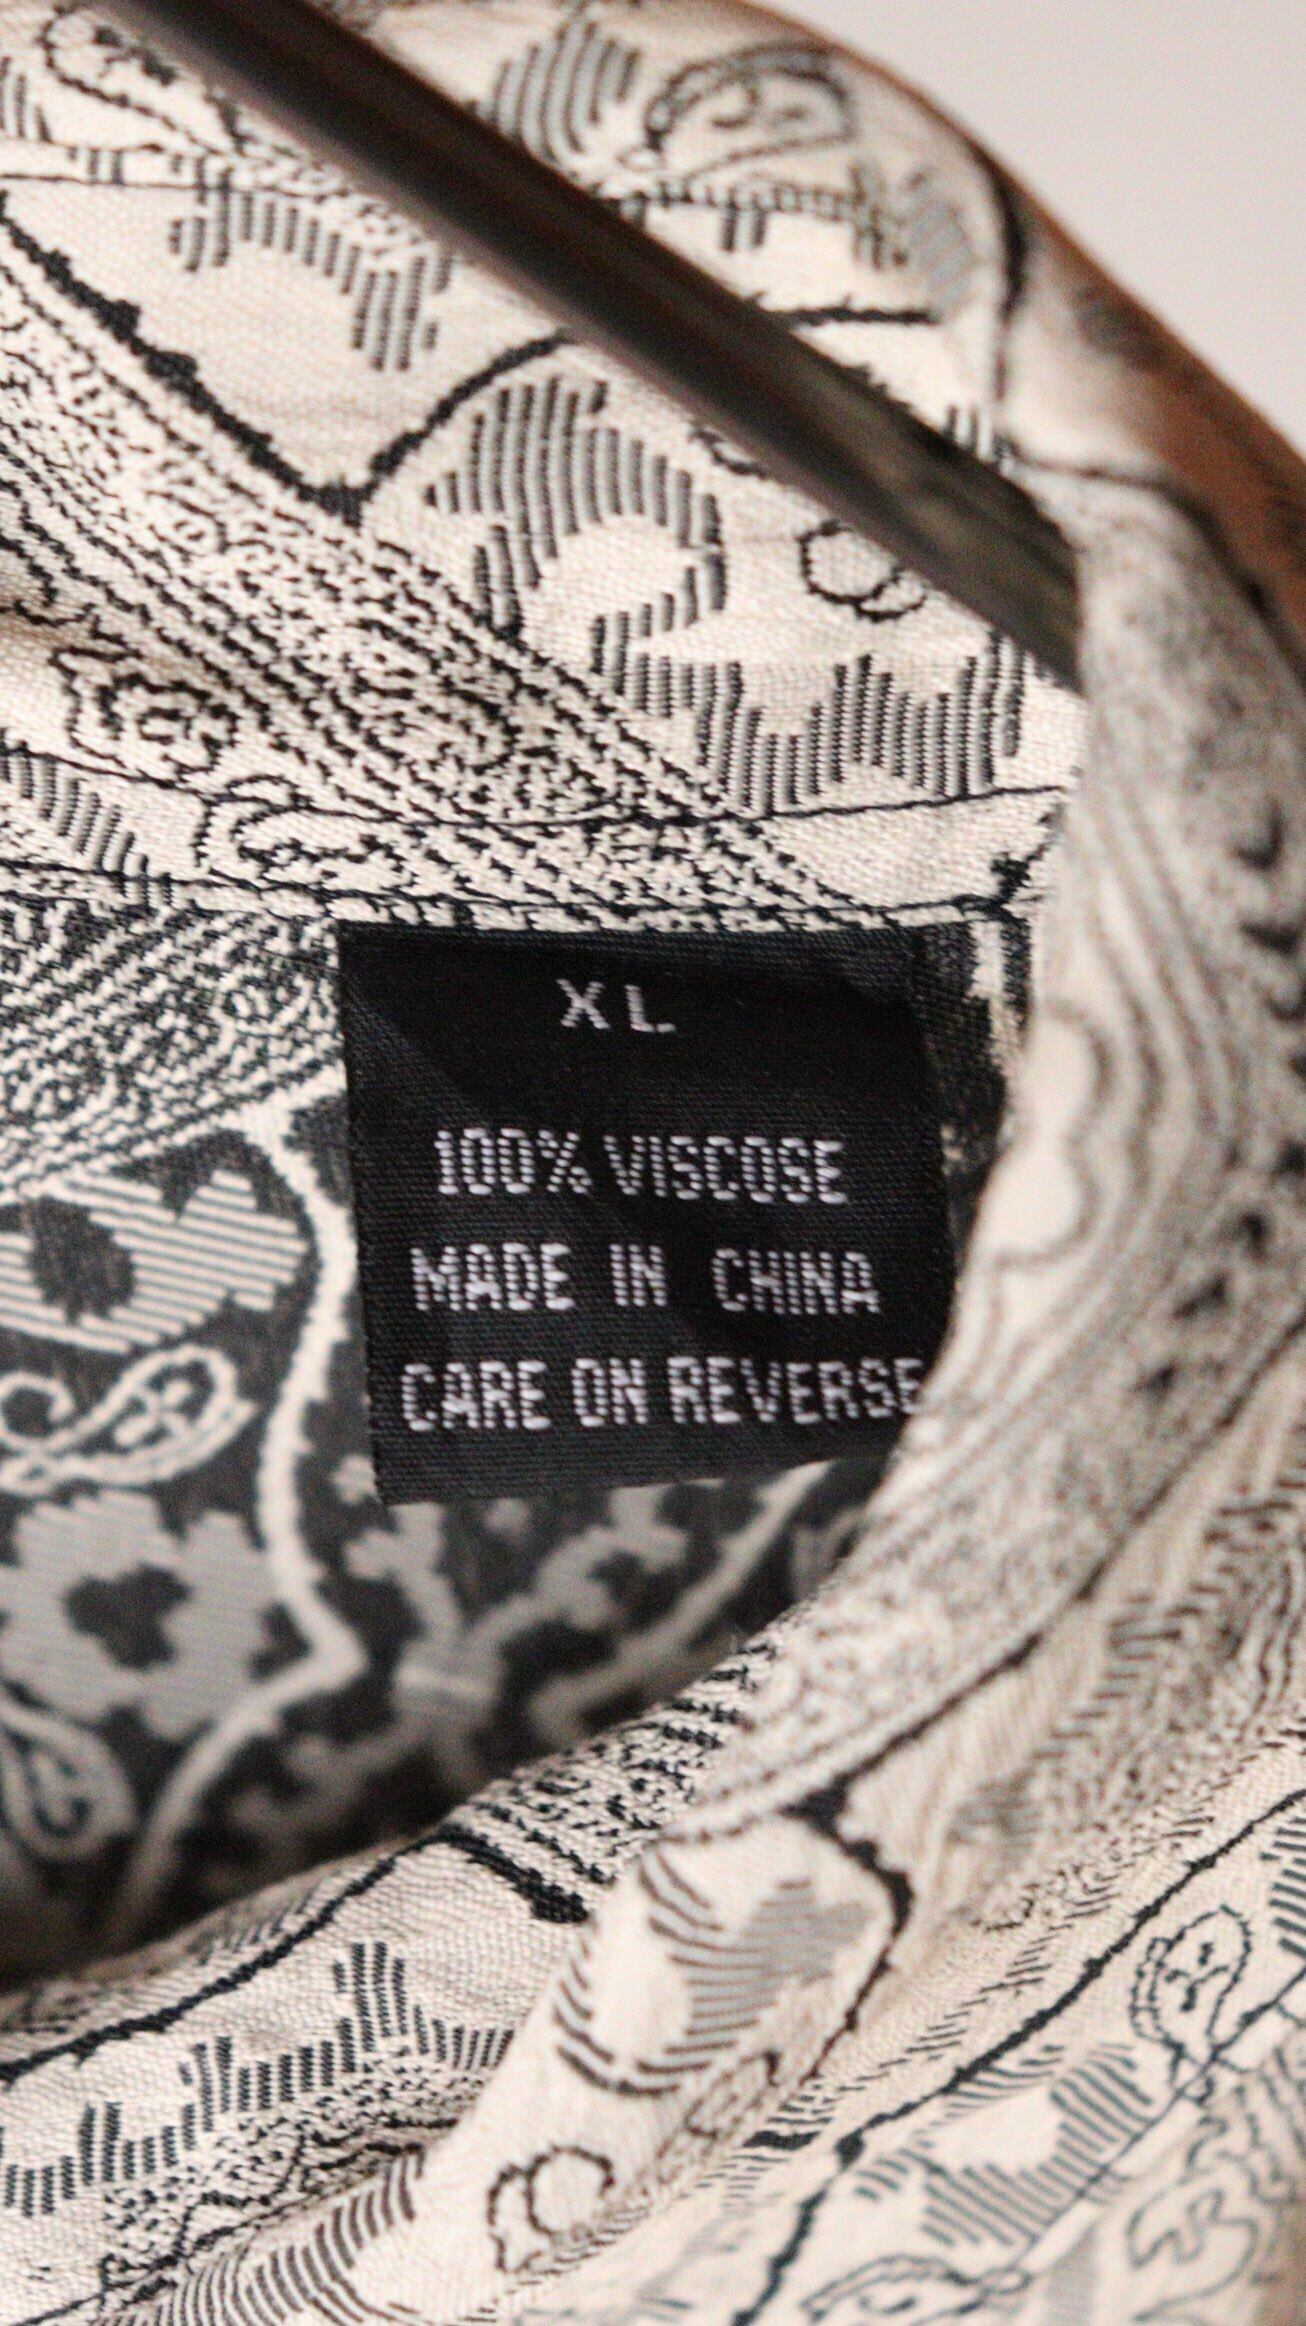 XL
100% VISCOSE
MADE IN CHINA
CARE ON REVERSE